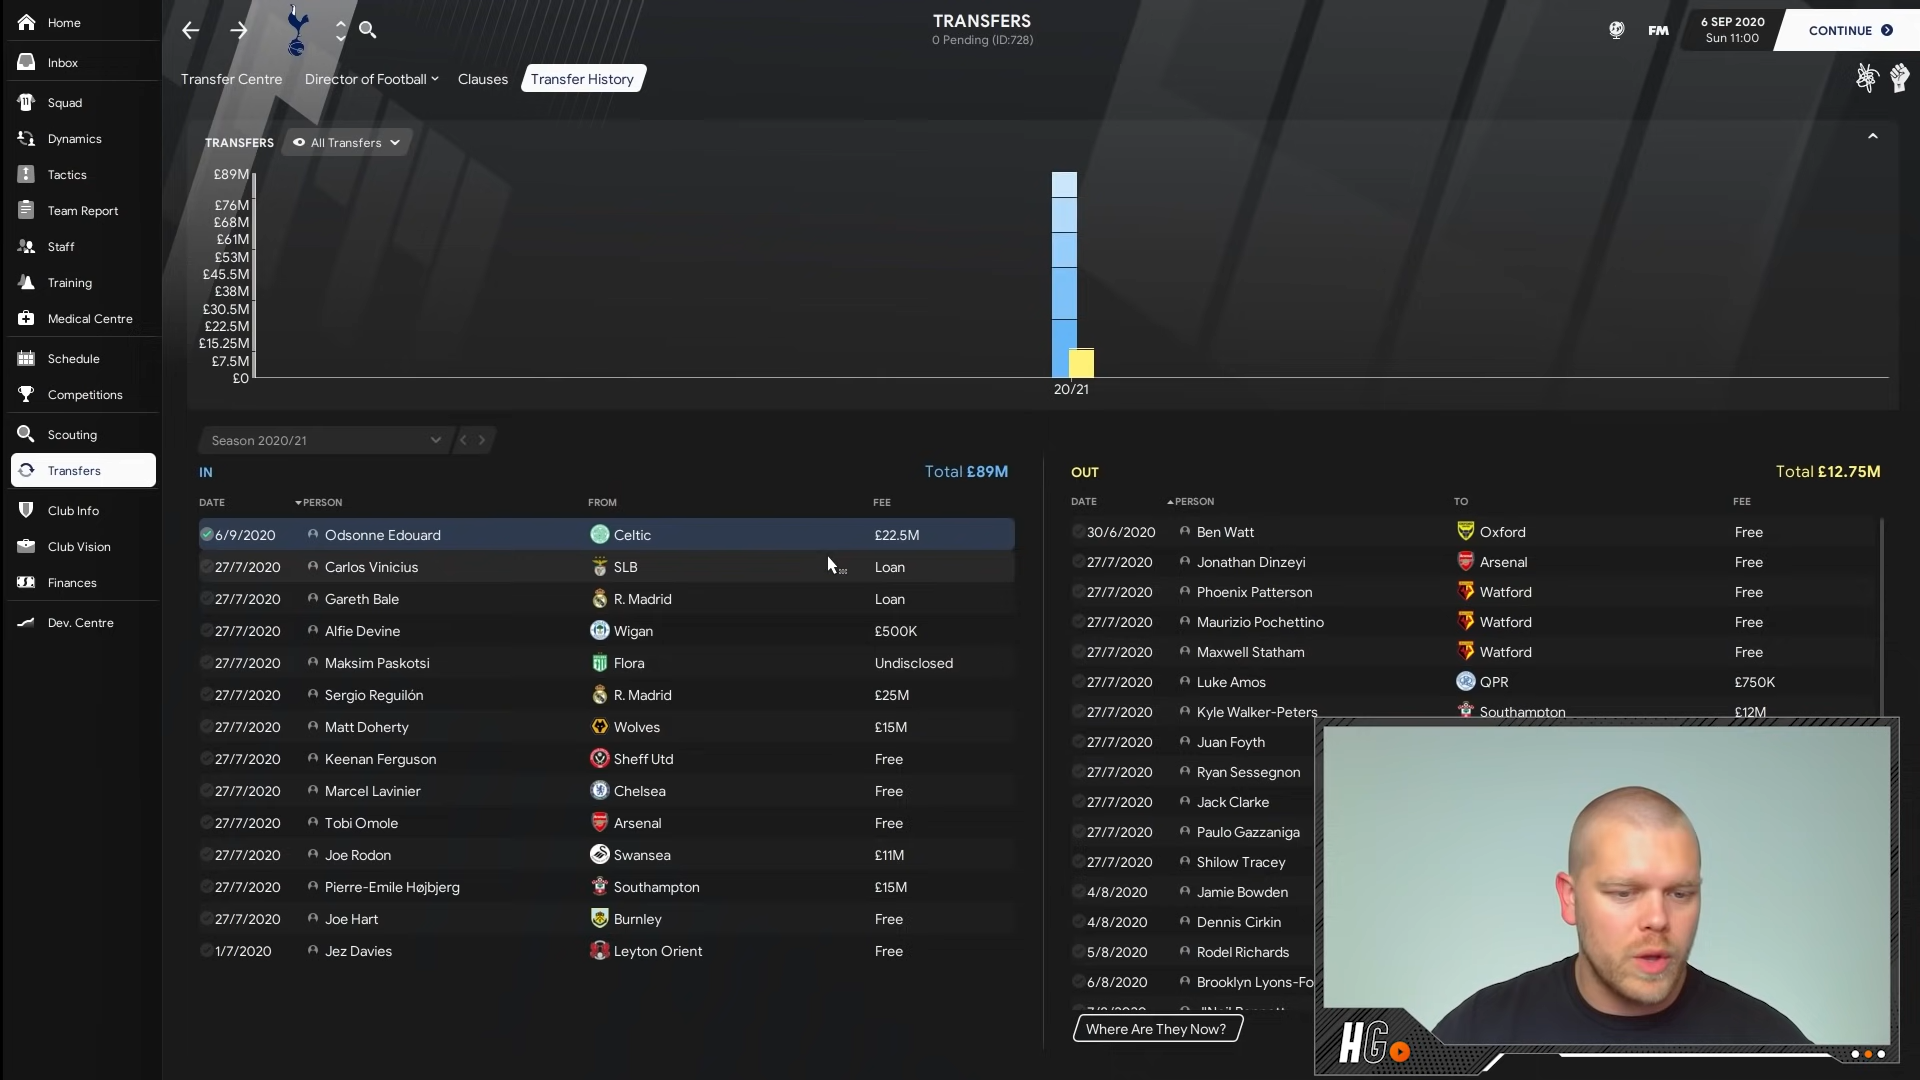 Home
Inbox
Squad
Dynamics
Tactics
Team Report
Staff
Training
Medical Centre
Schedule
Competitions
Scouting
Transfers
Club Info
Club Vision
Finances
Dev. Centre
TRANSFERS
0 Pending (ID:728)
FM
6 SEP 2020
Sun 11:00
CONTINUE
Transfer Centre Director of Football Clauses Transfer History
TRANSFERS All Transfers
£89M
£76M
£68M
£61M
£53M
£45.5M
£38M
£30.5M
£22.5M
£15.25M
£7.5M
£0
20/21
Season 2020/21
IN Total £89M
DATE PERSON FROM FEE
6/9/2020 Odsonne Edouard Celtic £22.5M
27/7/2020 Carlos Vinicius SLB Loan
27/7/2020 Gareth Bale R. Madrid Loan
27/7/2020 Alfie Devine Wigan £500K
27/7/2020 Maksim Paskotsi Flora Undisclosed
27/7/2020 Sergio Reguilón R. Madrid £25M
27/7/2020 Matt Doherty Wolves £15M
27/7/2020 Keenan Ferguson Sheff Utd Free
27/7/2020 Marcel Lavinier Chelsea Free
27/7/2020 Tobi Omole Arsenal Free
27/7/2020 Joe Rodon Swansea £11M
27/7/2020 Pierre-Emile Højbjerg Southampton £15M
27/7/2020 Joe Hart Burnley Free
1/7/2020 Jez Davies Leyton Orient Free
OUT Total £12.75M
DATE PERSON TO FEE
30/6/2020 Ben Watt Oxford Free
27/7/2020 Jonathan Dinzeyi Arsenal Free
27/7/2020 Phoenix Patterson Watford Free
27/7/2020 Maurizio Pochettino Watford Free
27/7/2020 Maxwell Statham Watford Free
27/7/2020 Luke Amos QPR £750K
27/7/2020 Kyle Walker-Peters Southampton £12M
27/7/2020 Juan Foyth
27/7/2020 Ryan Sessegnon
27/7/2020 Jack Clarke
27/7/2020 Paulo Gazzaniga
27/7/2020 Shilow Tracey
4/8/2020 Jamie Bowden
4/8/2020 Dennis Cirkin
5/8/2020 Rodel Richards
6/8/2020 Brooklyn Lyons-Fo
Where Are They Now?
HG